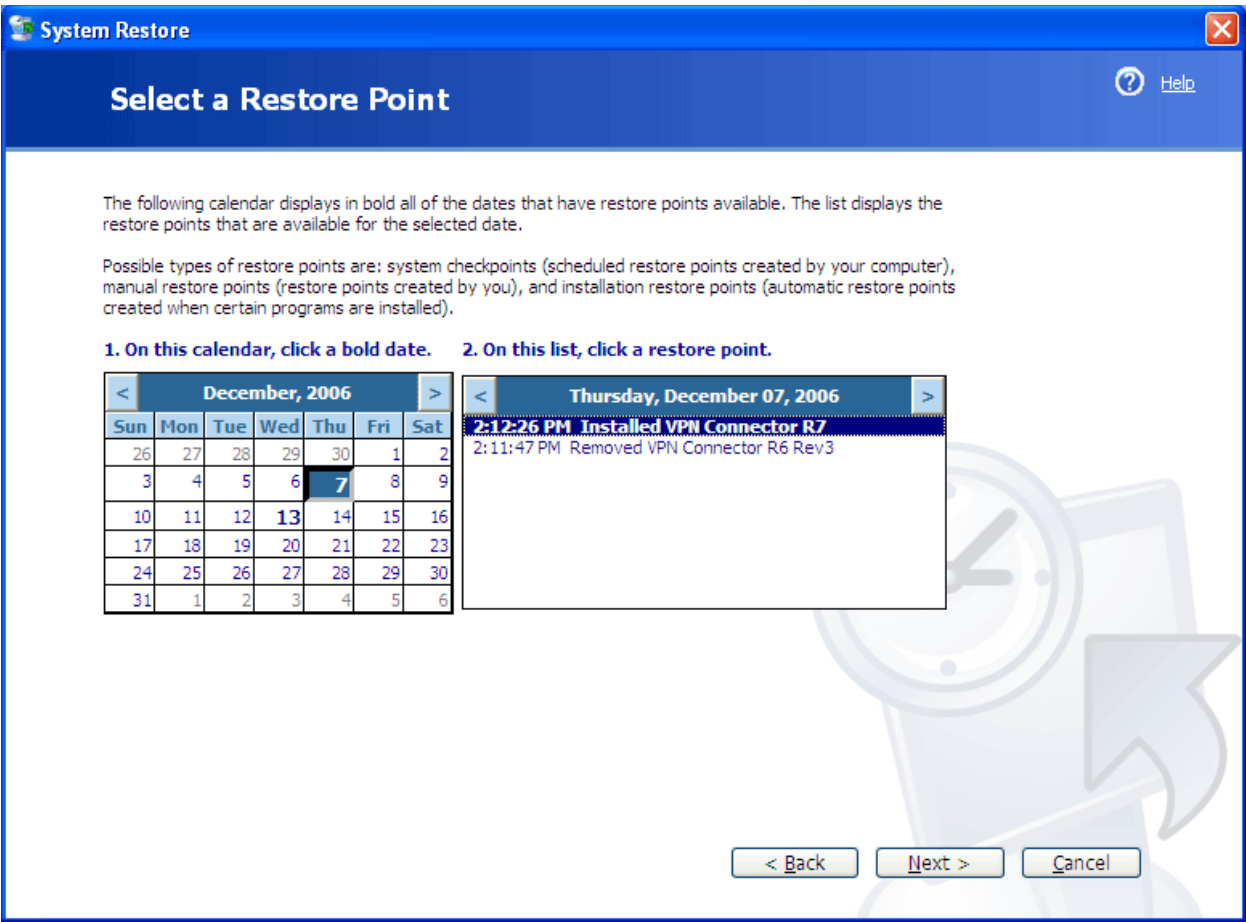 System Restore
Select a Restore Point
Help
The following calendar displays in bold all of the dates that have restore points available. The list displays the
restore points that are available for the selected date.
Possible types of restore points are: system checkpoints (scheduled restore points created by your computer),
manual restore points (restore points created by you), and installation restore points (automatic restore points
created when certain programs are installed).
1. On this calendar, click a bold date.
2. On this list, click a restore point.
< December, 2006 >
Sun Mon Tue Wed Thu Fri Sat
26 27 28 29 30 1 2
3 4 5 6 7 8 9
10 11 12 13 14 15 16
17 18 19 20 21 22 23
24 25 26 27 28 29 30
31 1 2 3 4 5 6
< Thursday, December 07, 2006 >
2:12:26 PM Installed VPN Connector R7
2:11:47 PM Removed VPN Connector R6 Rev3
< Back
Next >
Cancel